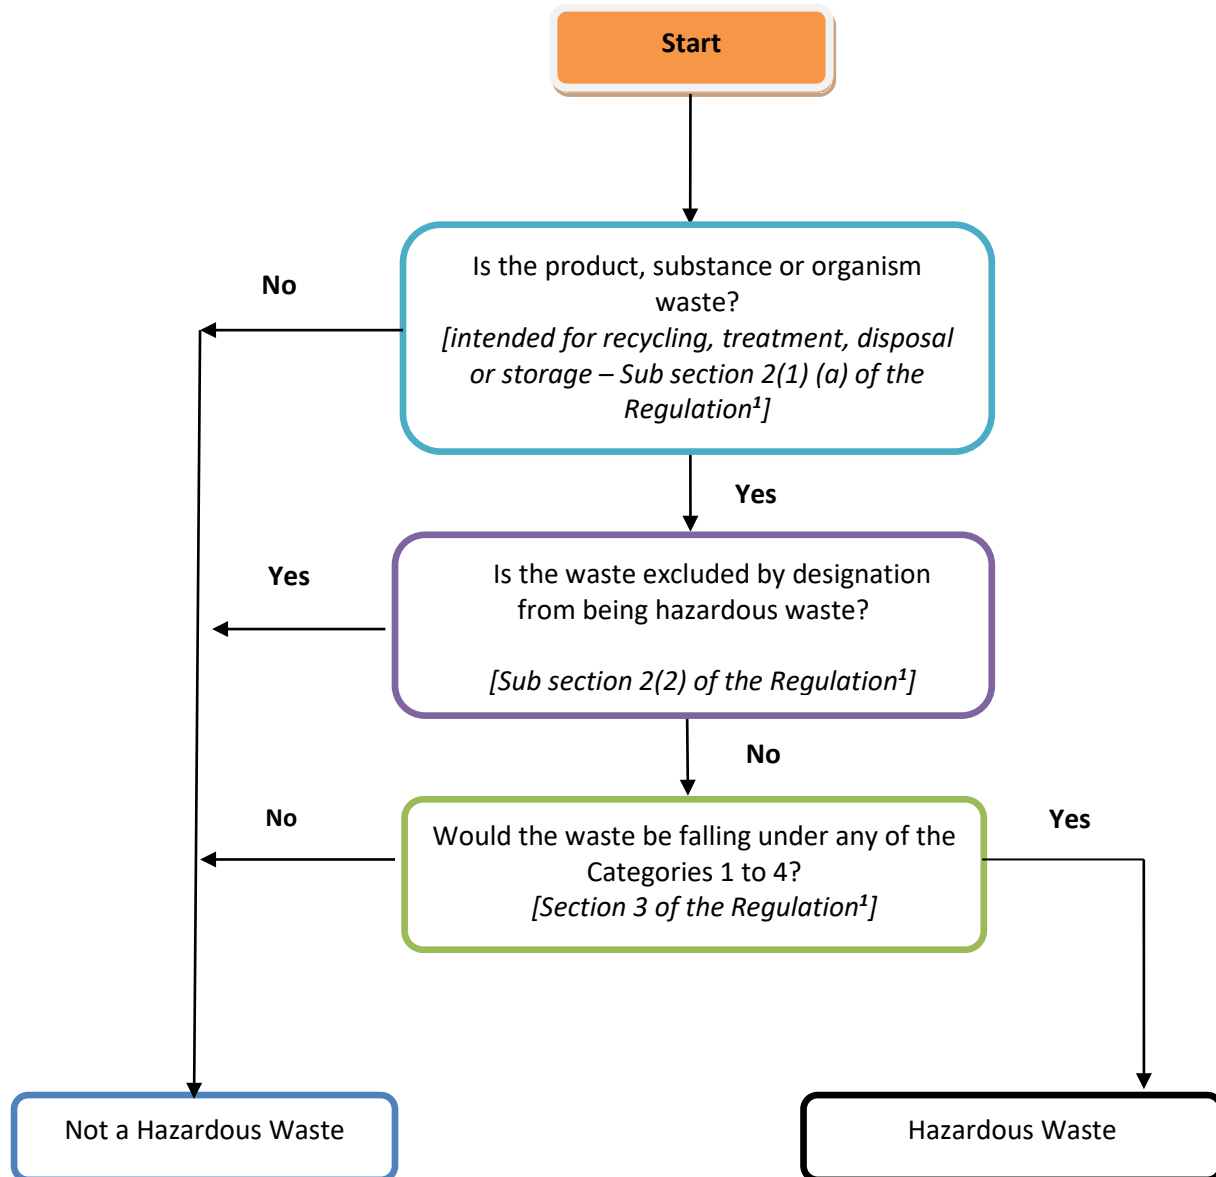 Start
No
Is the product, substance or organism
waste?
[intended for recycling, treatment, disposal
or storage – Sub section 2(1) (a) of the
Regulation¹]
Yes
Yes
Is the waste excluded by designation
from being hazardous waste?
[Sub section 2(2) of the Regulation¹]
No
No
Would the waste be falling under any of the
Categories 1 to 4?
[Section 3 of the Regulation¹]
Yes
Not a Hazardous Waste
Hazardous Waste